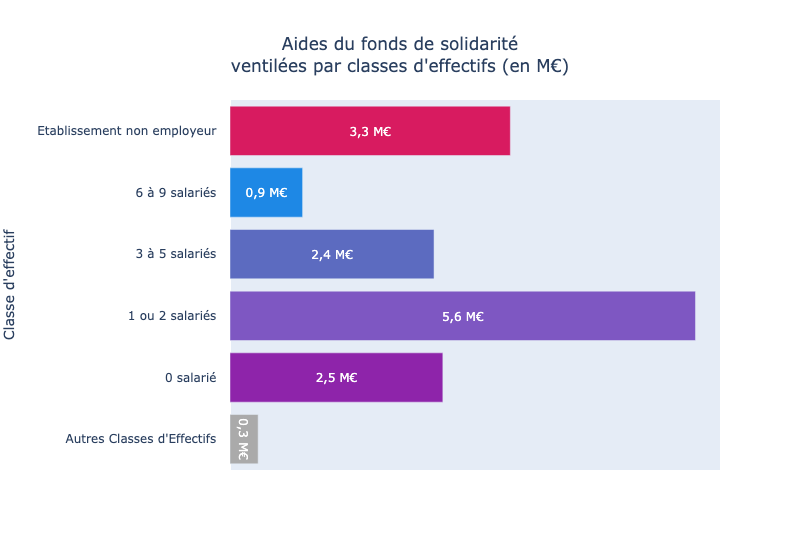 Aides du fonds de solidarité
ventilées par classes d'effectifs (en M€)
Classe d'effectif
Etablissement non employeur
3,3 M€
6 à 9 salariés
0,9 M€
3 à 5 salariés
2,4 M€
1 ou 2 salariés
5,6 M€
0 salarié
2,5 M€
Autres Classes d'Effectifs
0,3 M€